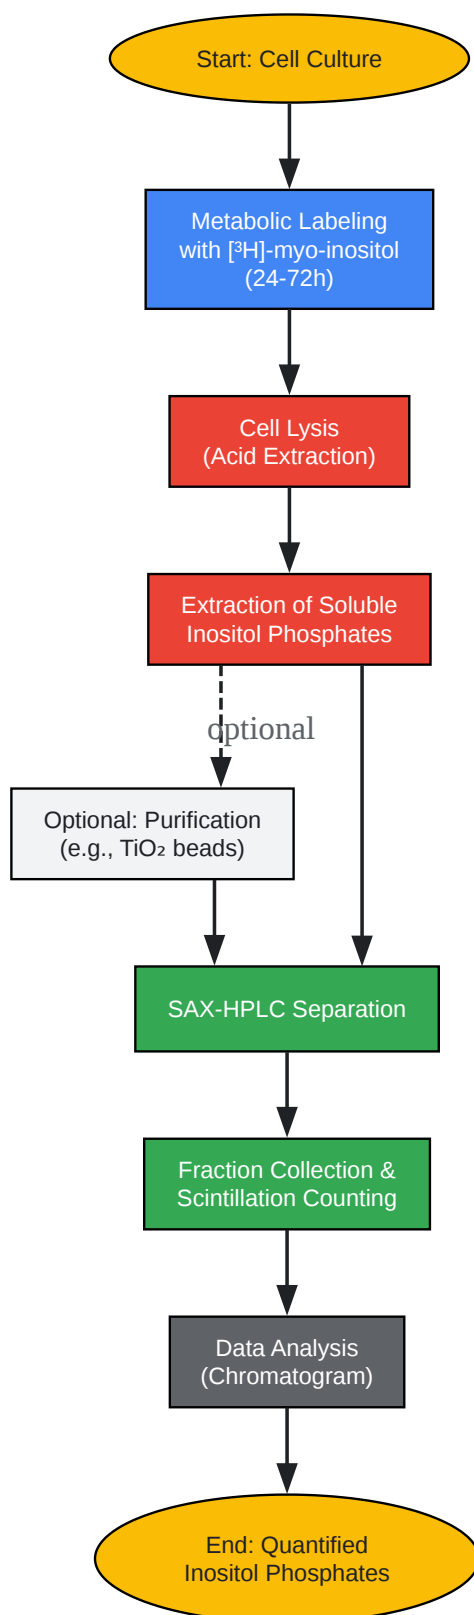 Start: Cell Culture
Metabolic Labeling
with [³H]-myo-inositol
(24-72h)
Cell Lysis
(Acid Extraction)
Extraction of Soluble
Inositol Phosphates
optional
Optional: Purification
(e.g., TiO₂ beads)
SAX-HPLC Separation
Fraction Collection &
Scintillation Counting
Data Analysis
(Chromatogram)
End: Quantified
Inositol Phosphates